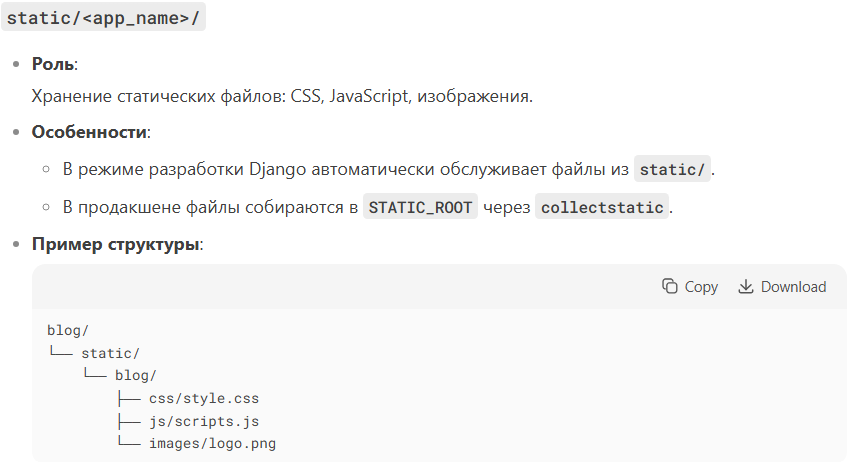 static/<app_name>/
Роль:
Хранение статических файлов: CSS, JavaScript, изображения.
Особенности:
В режиме разработки Django автоматически обслуживает файлы из static/.
В продакшене файлы собираются в STATIC_ROOT через collectstatic.
Пример структуры:
Copy Download
blog/
└── static/
    └── blog/
        ├── css/style.css
        ├── js/scripts.js
        └── images/logo.png